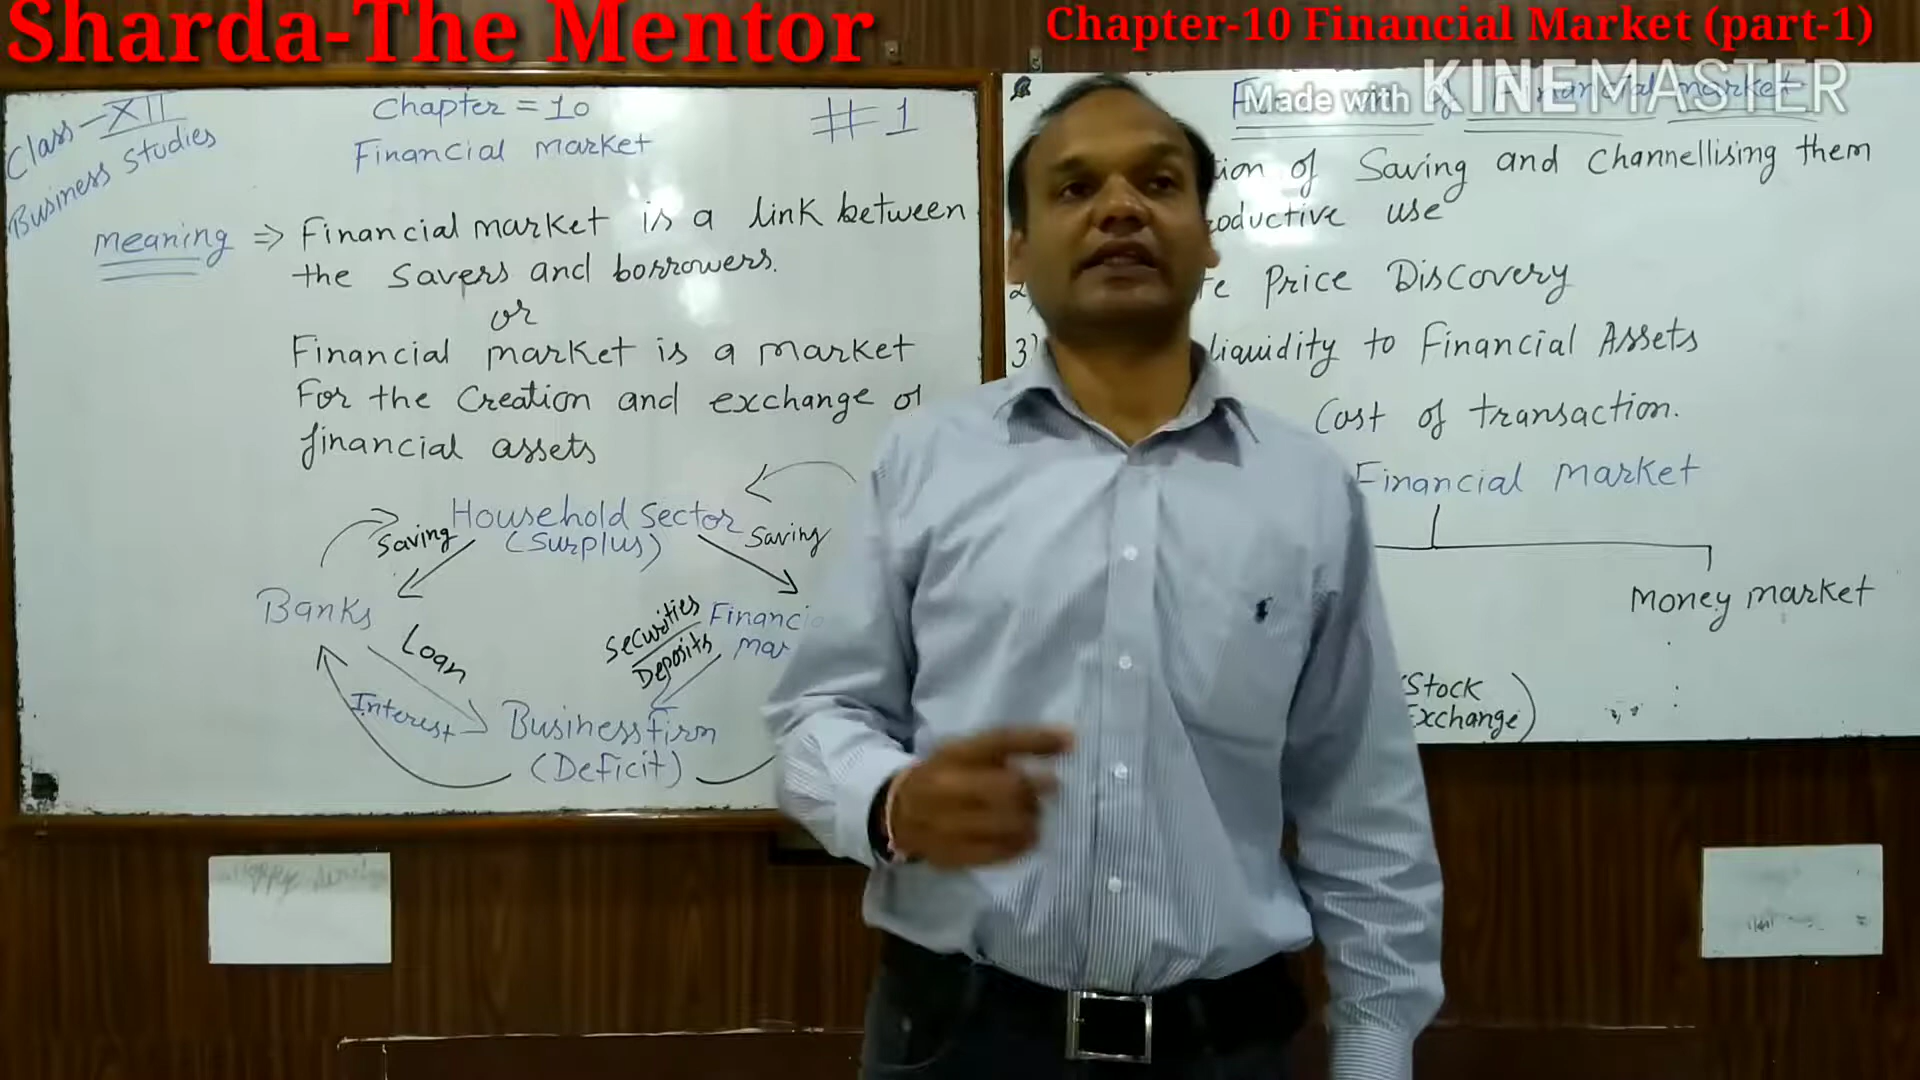 Sharda-The Mentor
Chapter-10 Financial Market (part-1)
Made with KINEMASTER
Class - XII
Business Studies
Chapter = 10
Financial market
#1
meaning ⇒ Financial market is a link between
the savers and borrowers.
or
Financial market is a market
For the creation and exchange of
financial assets
Household Sector
(Surplus)
Saving
Saving
Banks
Loan
Interest
Securities
Deposits
Business Firm
(Deficit)
of Financial market
of Saving and Channellising them
use
Price Discovery
3) liquidity to Financial Assets
Cost of transaction.
Financial market
Money market
(Stock
Exchange)